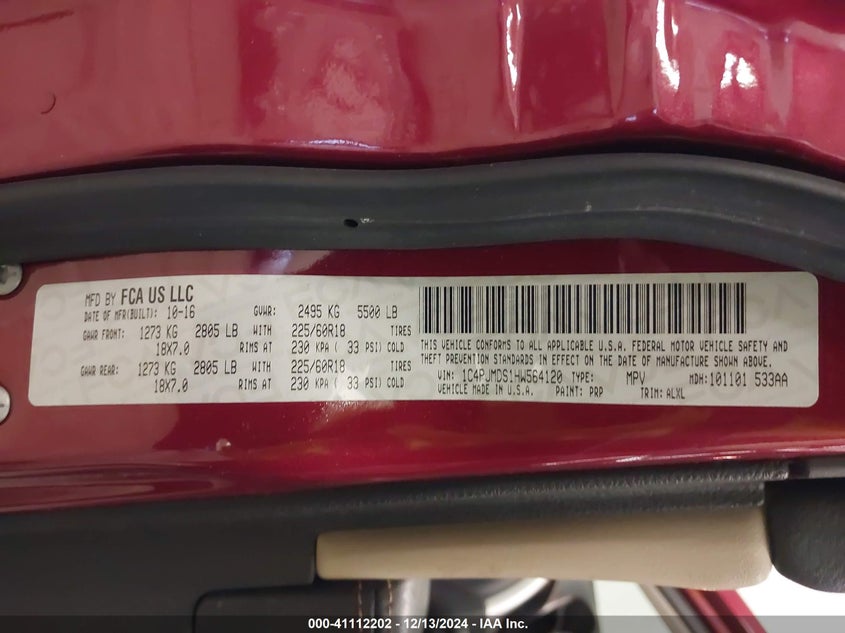 MFD BY FCA US LLC
DATE OF MFR(BUILT): 10-16 GVWR: 2495 KG 5500 LB
GAWR FRONT: 1273 KG 2805 LB WITH 225/60R18 TIRES
18X7.0 RIMS AT 230 KPA ( 33 PSI) COLD
GAWR REAR: 1273 KG 2805 LB WITH 225/60R18 TIRES
18X7.0 RIMS AT 230 KPA ( 33 PSI) COLD
THIS VEHICLE CONFORMS TO ALL APPLICABLE U.S.A. FEDERAL MOTOR VEHICLE SAFETY AND
THEFT PREVENTION STANDARDS IN EFFECT ON THE DATE OF MANUFACTURE SHOWN ABOVE.
VIN: 1C4PJMDS1HW564120 TYPE: MPV MDH: 101101 533AA
VEHICLE MADE IN U.S.A. PAINT: PRP TRIM: ALXL
000-41112202 - 12/13/2024 - IAA Inc.